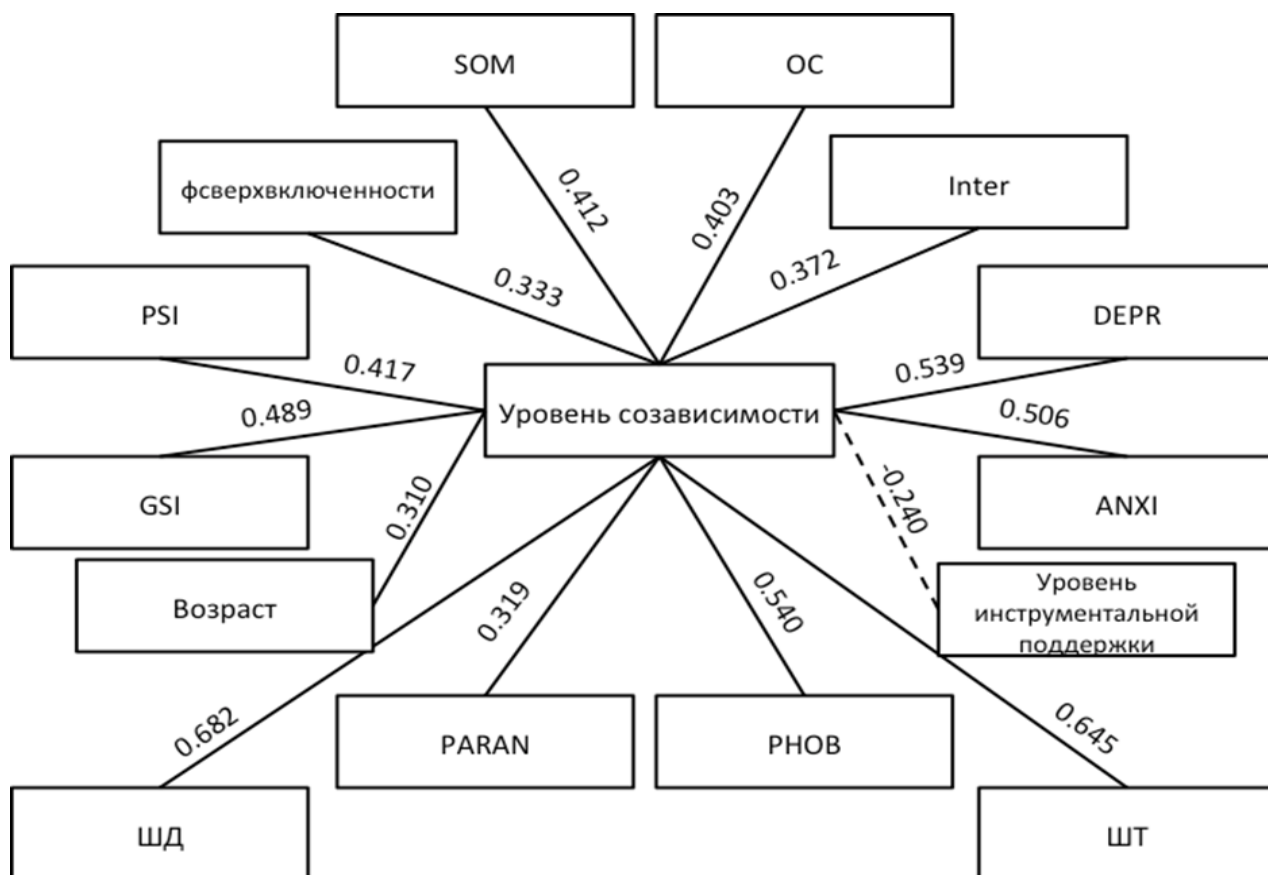 SOM
OC
фсверхвключенности
Inter
0.412
0.403
0.333
0.372
PSI
DEPR
0.417
0.539
0.489
Уровень созависимости
0.506
GSI
0.310
-0.240
ANXI
Возраст
Уровень
инструментальной
поддержки
0.319
0.540
0.682
0.645
PARAN
PHOB
ШД
ШТ